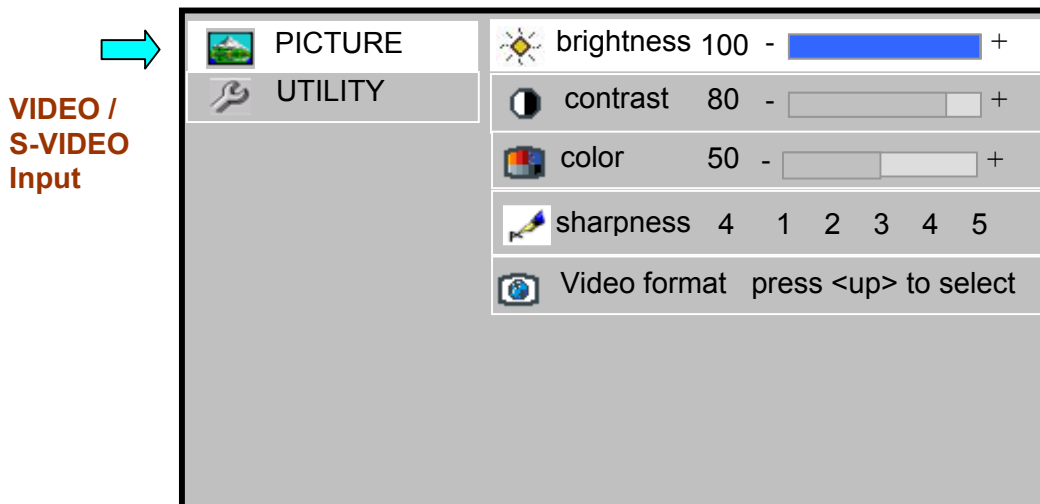 VIDEO /
S-VIDEO
Input
PICTURE
UTILITY
brightness 100 - +
contrast 80 - +
color 50 - +
sharpness 4 1 2 3 4 5
Video format press <up> to select